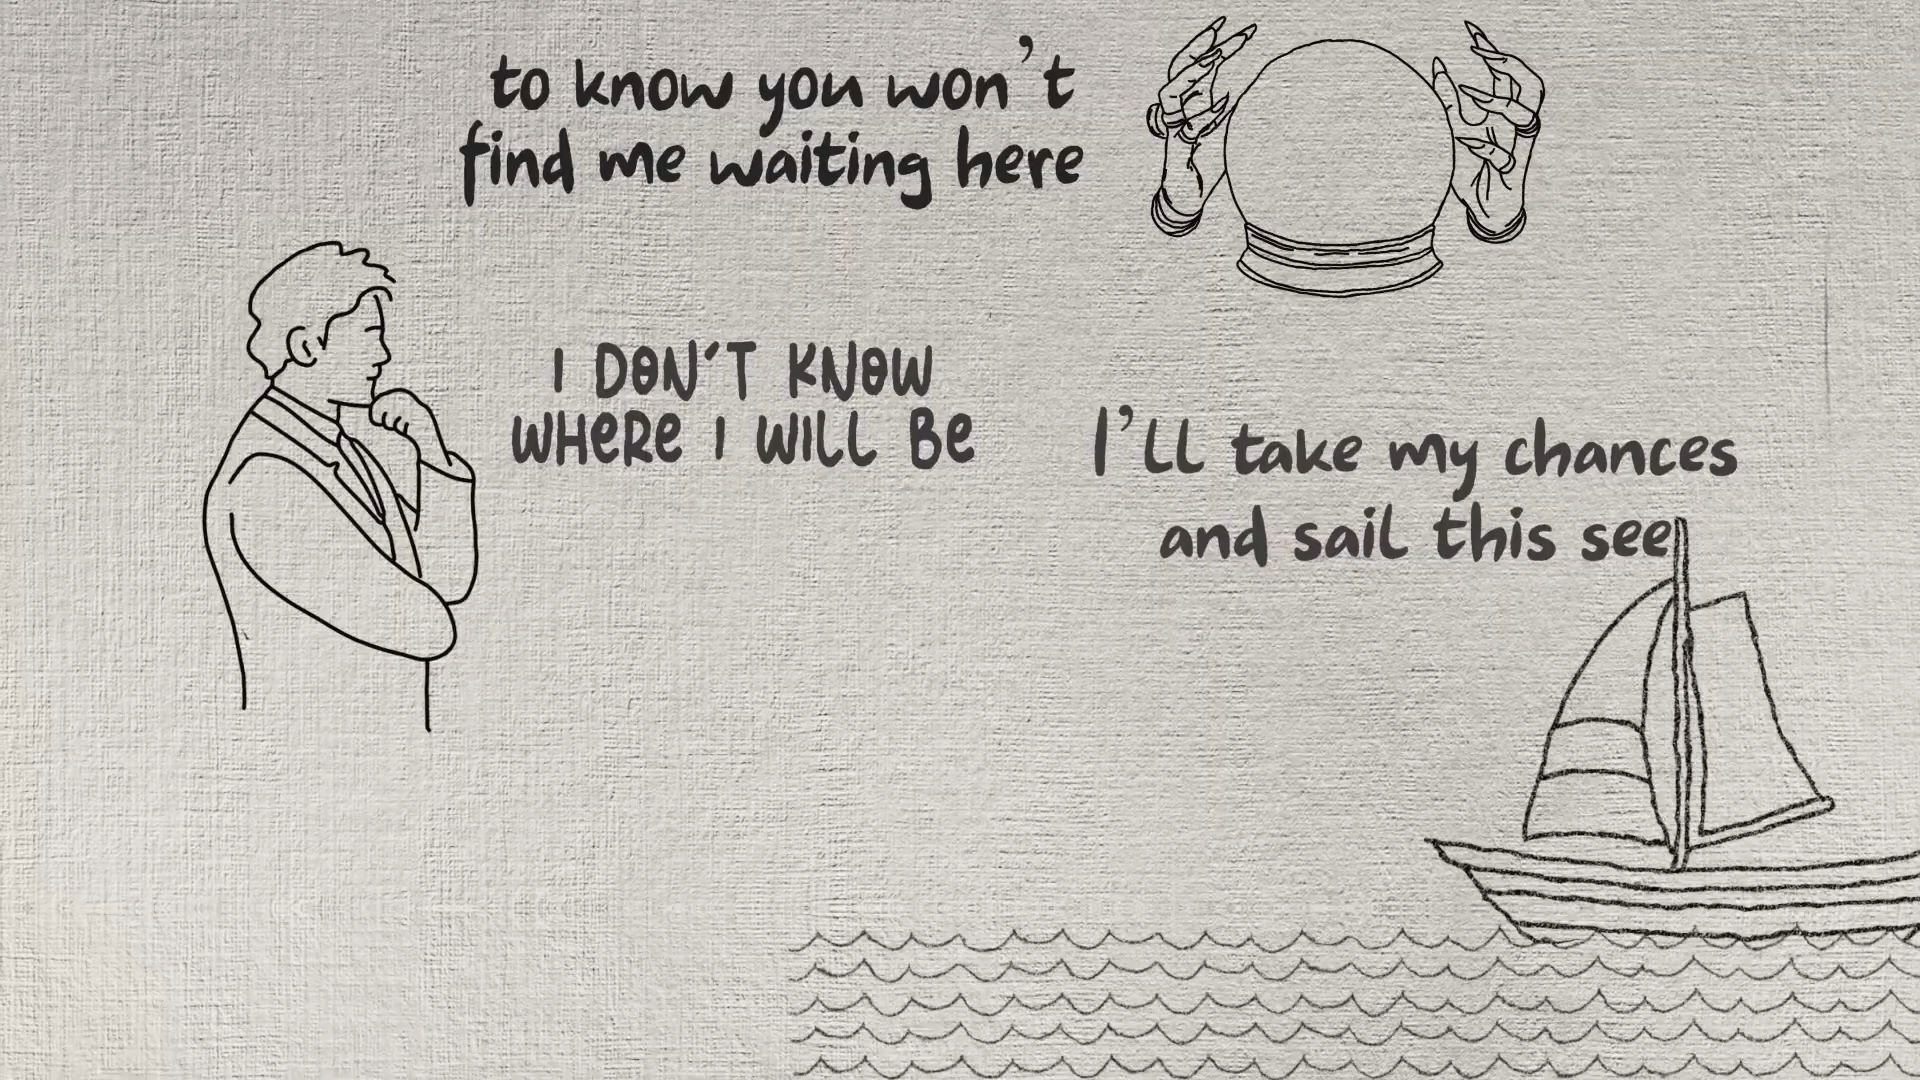 to know you won't
find me waiting here
I DON'T KNOW
WHERE I WILL BE
I'll take my chances
and sail this see